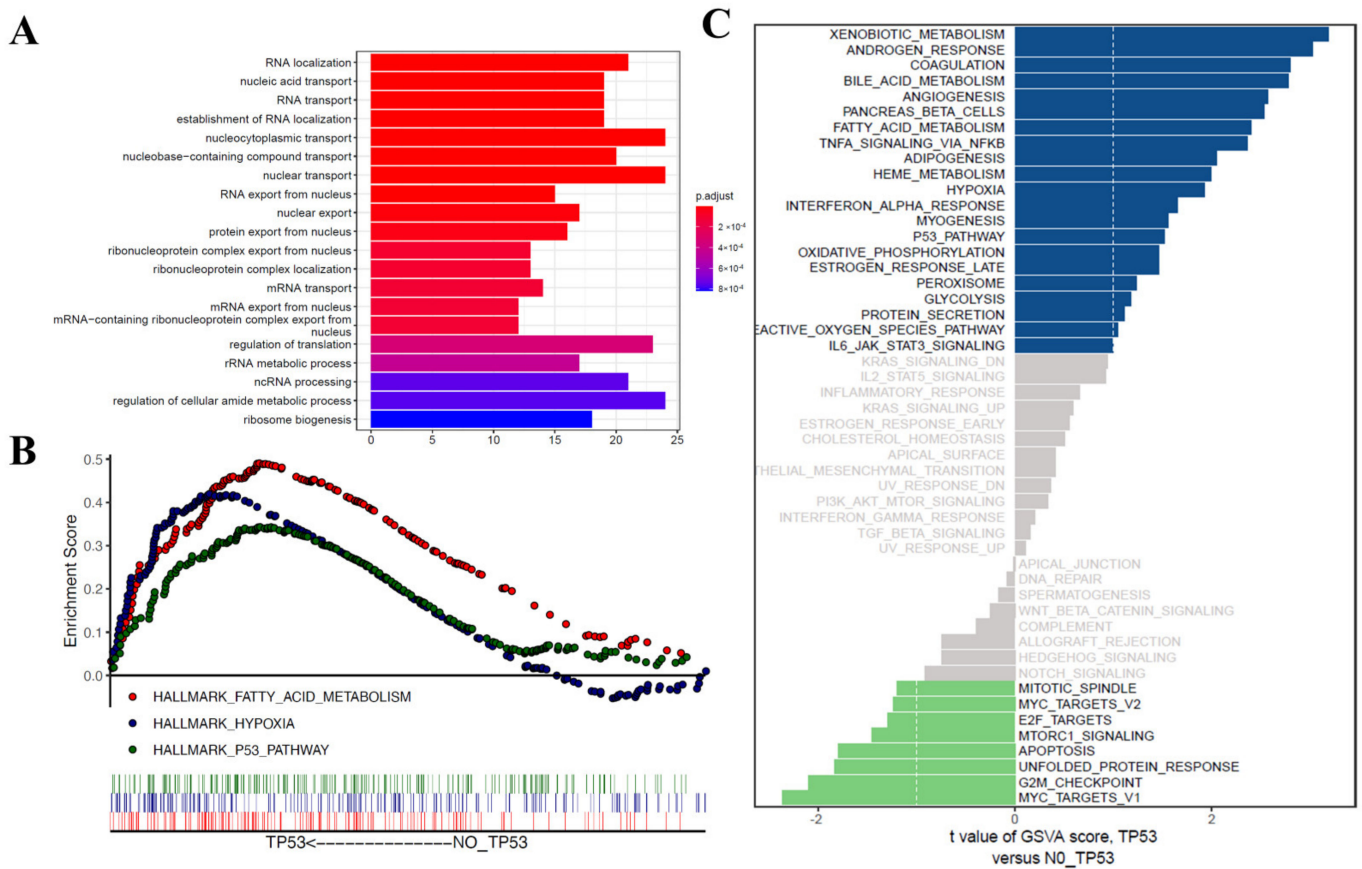 A
RNA localization
nucleic acid transport
RNA transport
establishment of RNA localization
nucleocytoplasmic transport
nucleobase−containing compound transport
nuclear transport
RNA export from nucleus
nuclear export
protein export from nucleus
ribonucleoprotein complex export from nucleus
ribonucleoprotein complex localization
mRNA transport
mRNA export from nucleus
mRNA−containing ribonucleoprotein complex export from
nucleus
regulation of translation
rRNA metabolic process
ncRNA processing
regulation of cellular amide metabolic process
ribosome biogenesis
0 5 10 15 20 25
p.adjust
2×10⁻⁴
4×10⁻⁴
6×10⁻⁴
8×10⁻⁴
B
Enrichment Score
0.5
0.4
0.3
0.2
0.1
0.0
HALLMARK_FATTY_ACID_METABOLISM
HALLMARK_HYPOXIA
HALLMARK_P53_PATHWAY
TP53<---------------NO_TP53
C
XENOBIOTIC_METABOLISM
ANDROGEN_RESPONSE
COAGULATION
BILE_ACID_METABOLISM
ANGIOGENESIS
PANCREAS_BETA_CELLS
FATTY_ACID_METABOLISM
TNFA_SIGNALING_VIA_NFKB
ADIPOGENESIS
HEME_METABOLISM
HYPOXIA
INTERFERON_ALPHA_RESPONSE
MYOGENESIS
P53_PATHWAY
OXIDATIVE_PHOSPHORYLATION
ESTROGEN_RESPONSE_LATE
PEROXISOME
GLYCOLYSIS
PROTEIN_SECRETION
EACTIVE_OXYGEN_SPECIES_PATHWAY
IL6_JAK_STAT3_SIGNALING
KRAS_SIGNALING_DN
IL2_STAT5_SIGNALING
INFLAMMATORY_RESPONSE
KRAS_SIGNALING_UP
ESTROGEN_RESPONSE_EARLY
CHOLESTEROL_HOMEOSTASIS
APICAL_SURFACE
THELIAL_MESENCHYMAL_TRANSITION
UV_RESPONSE_DN
PI3K_AKT_MTOR_SIGNALING
INTERFERON_GAMMA_RESPONSE
TGF_BETA_SIGNALING
UV_RESPONSE_UP
APICAL_JUNCTION
DNA_REPAIR
SPERMATOGENESIS
WNT_BETA_CATENIN_SIGNALING
COMPLEMENT
ALLOGRAFT_REJECTION
HEDGEHOG_SIGNALING
NOTCH_SIGNALING
MITOTIC_SPINDLE
MYC_TARGETS_V2
E2F_TARGETS
MTORC1_SIGNALING
APOPTOSIS
UNFOLDED_PROTEIN_RESPONSE
G2M_CHECKPOINT
MYC_TARGETS_V1
-2 0 2
t value of GSVA score, TP53
versus N0_TP53